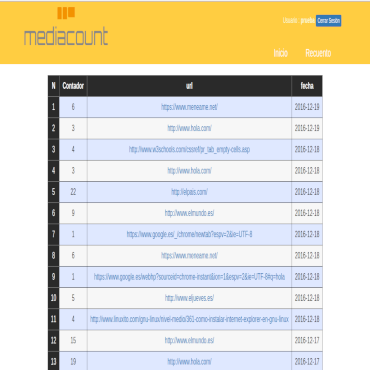 mediacount
Usuario : prueba Cerrar Sesión
Inicio Recuento
N Contador url fecha
1 6 https://www.meneame.net/ 2016-12-19
2 3 http://www.hola.com/ 2016-12-19
3 4 http://www.w3schools.com/cssref/pr_tab_empty-cells.asp 2016-12-18
4 3 http://www.hola.com/ 2016-12-18
5 22 http://elpais.com/ 2016-12-18
6 9 http://www.elmundo.es/ 2016-12-18
7 1 https://www.google.es/_/chrome/newtab?espv=2&ie=UTF-8 2016-12-18
8 6 https://www.meneame.net/ 2016-12-18
9 1 https://www.google.es/webhp?sourceid=chrome-instant&ion=1&espv=2&ie=UTF-8#q=hola 2016-12-18
10 5 http://www.eljueves.es/ 2016-12-18
11 4 http://www.linuxito.com/gnu-linux/nivel-medio/361-como-instalar-internet-explorer-en-gnu-linux 2016-12-18
12 15 http://www.elmundo.es/ 2016-12-17
13 19 http://www.hola.com/ 2016-12-17